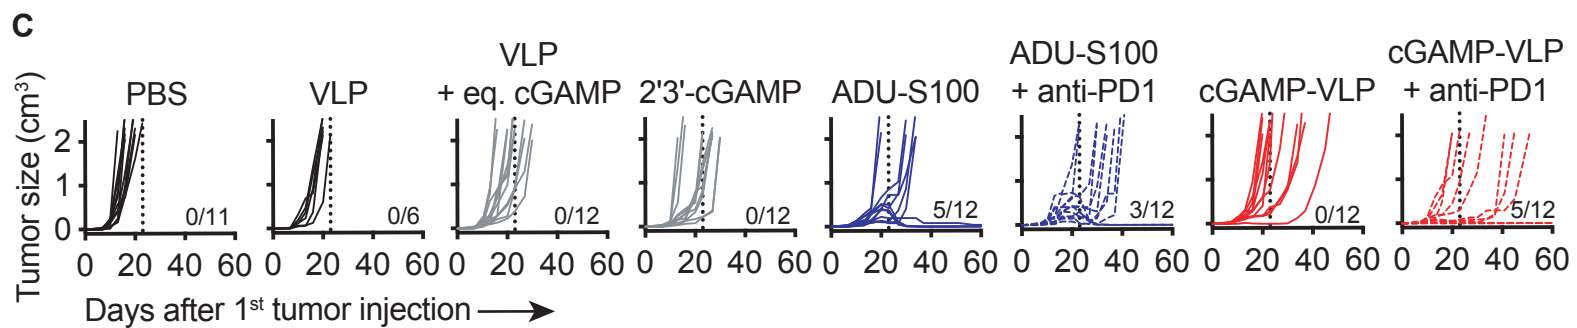 C
PBS
VLP
VLP
+ eq. cGAMP
2'3'-cGAMP
ADU-S100
ADU-S100
+ anti-PD1
cGAMP-VLP
cGAMP-VLP
+ anti-PD1
Tumor size (cm³)
2
1
0
0/11
0/6
0/12
0/12
5/12
3/12
0/12
5/12
0 20 40 60
0 20 40 60
0 20 40 60
0 20 40 60
0 20 40 60
0 20 40 60
0 20 40 60
0 20 40 60
Days after 1st tumor injection